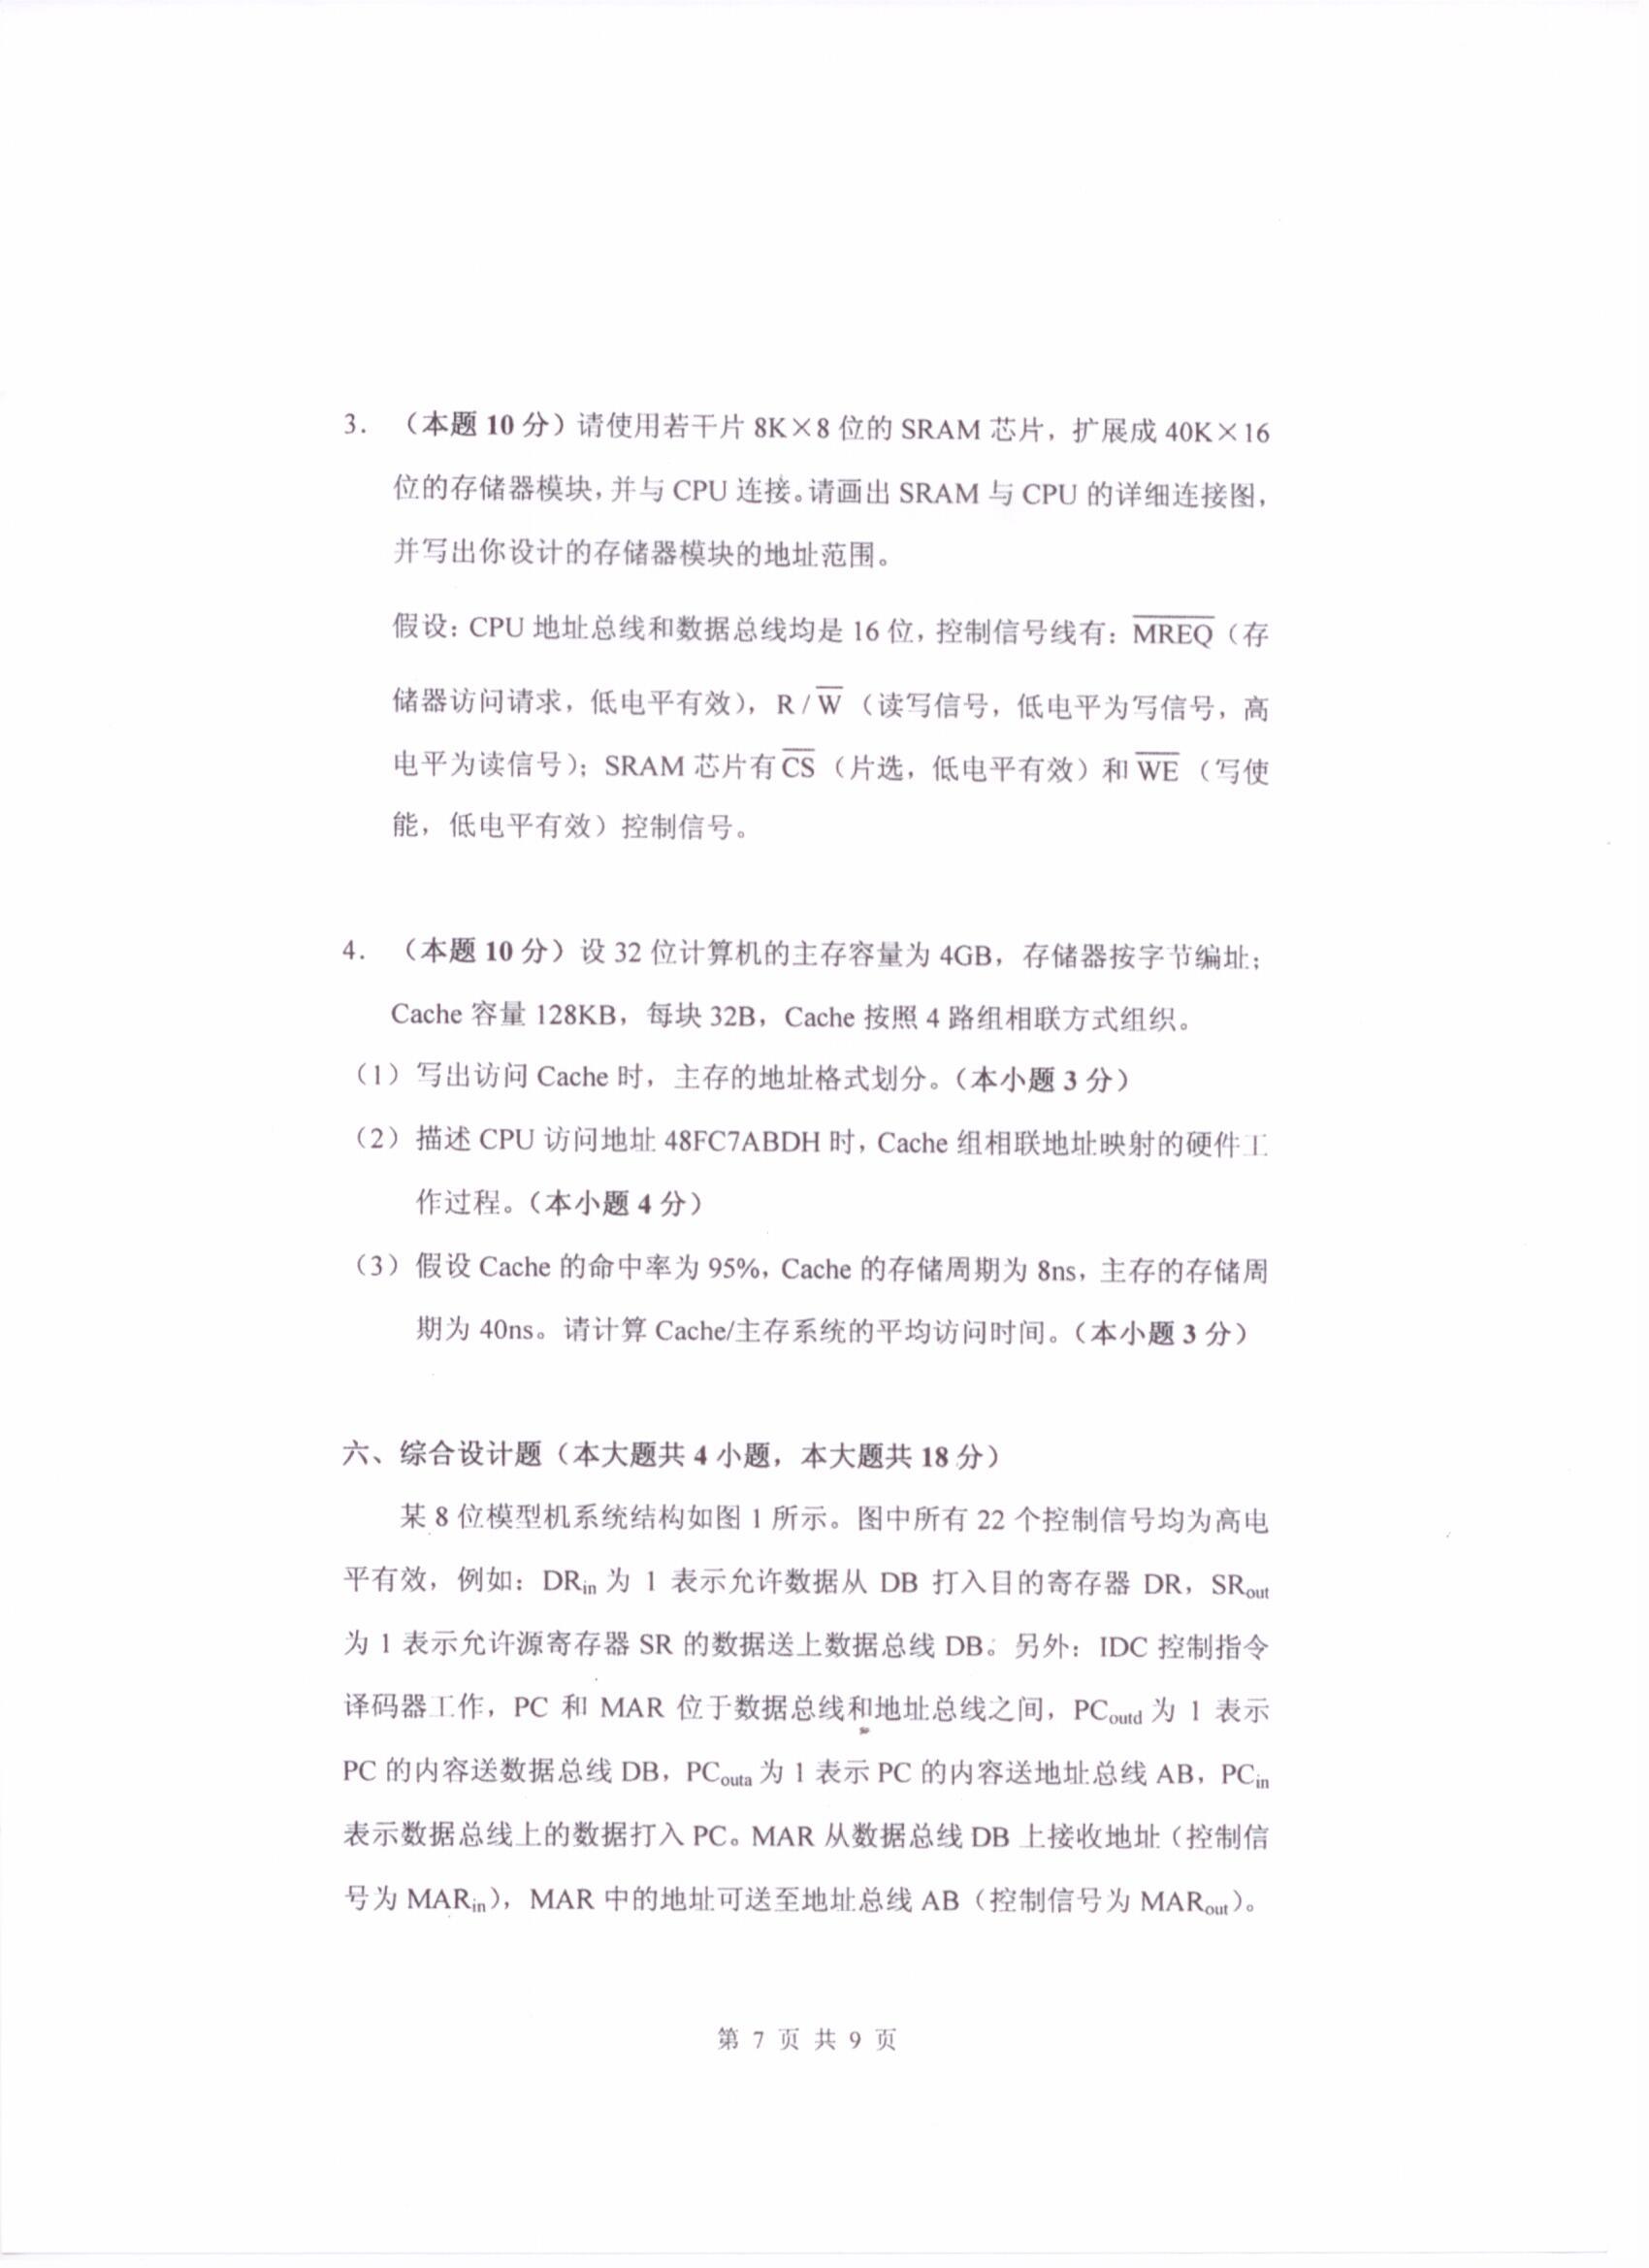 3. （本题 10 分）请使用若干片 8K×8 位的 SRAM 芯片，扩展成 40K×16
位的存储器模块，并与 CPU 连接。请画出 SRAM 与 CPU 的详细连接图，
并写出你设计的存储器模块的地址范围。
假设：CPU 地址总线和数据总线均是 16 位，控制信号线有：M̅R̅E̅Q̅（存
储器访问请求，低电平有效），R / W̅（读写信号，低电平为写信号，高
电平为读信号）；SRAM 芯片有 C̅S̅（片选，低电平有效）和 W̅E̅（写使
能，低电平有效）控制信号。
4. （本题 10 分）设 32 位计算机的主存容量为 4GB，存储器按字节编址；
Cache 容量 128KB，每块 32B，Cache 按照 4 路组相联方式组织。
（1）写出访问 Cache 时，主存的地址格式划分。（本小题 3 分）
（2）描述 CPU 访问地址 48FC7ABDH 时，Cache 组相联地址映射的硬件工
作过程。（本小题 4 分）
（3）假设 Cache 的命中率为 95%，Cache 的存储周期为 8ns，主存的存储周
期为 40ns。请计算 Cache/主存系统的平均访问时间。（本小题 3 分）
六、综合设计题（本大题共 4 小题，本大题共 18 分）
某 8 位模型机系统结构如图 1 所示。图中所有 22 个控制信号均为高电
平有效，例如：DRin 为 1 表示允许数据从 DB 打入目的寄存器 DR，SRout
为 1 表示允许源寄存器 SR 的数据送上数据总线 DB。另外：IDC 控制指令
译码器工作，PC 和 MAR 位于数据总线和地址总线之间，PCoutd 为 1 表示
PC 的内容送数据总线 DB，PCouta 为 1 表示 PC 的内容送地址总线 AB，PCin
表示数据总线上的数据打入 PC。MAR 从数据总线 DB 上接收地址（控制信
号为 MARin），MAR 中的地址可送至地址总线 AB（控制信号为 MARout）。
第 7 页 共 9 页